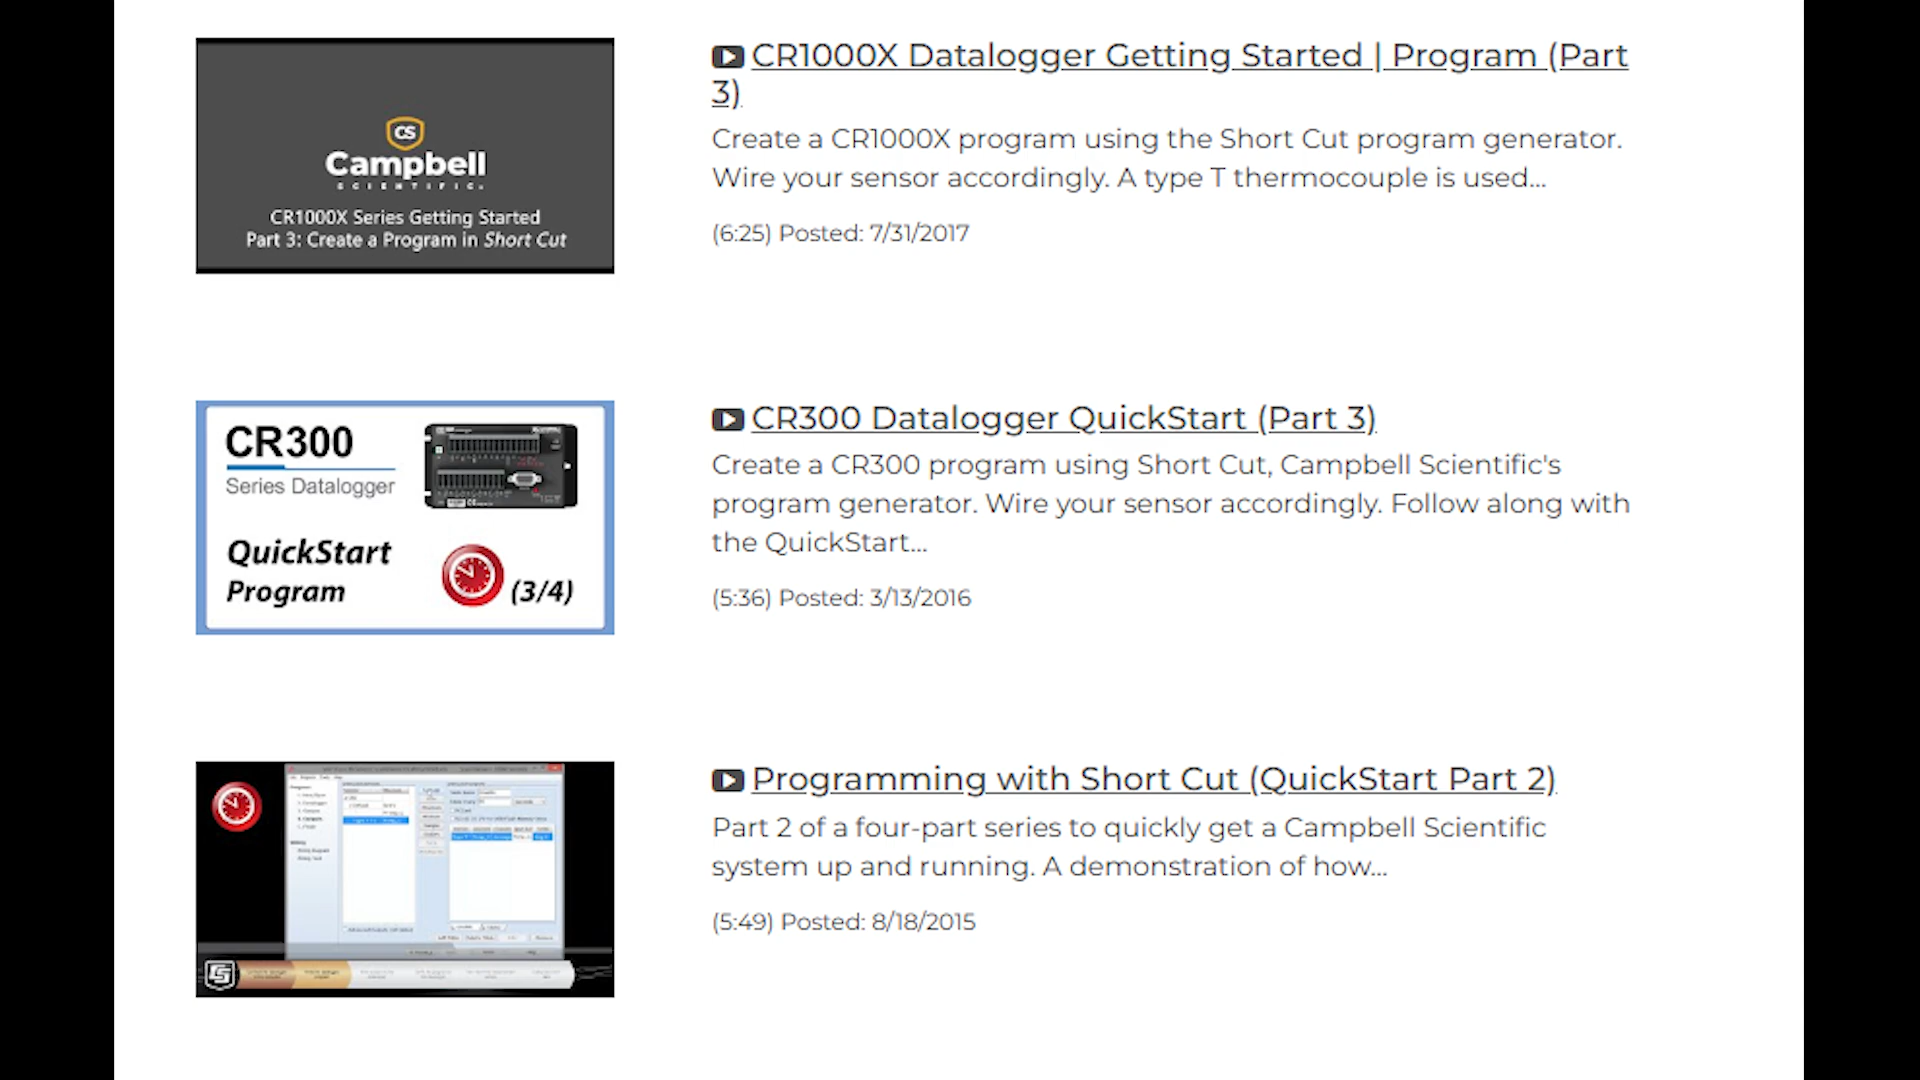 CS
Campbell
SCIENTIFIC
CR1000X Series Getting Started
Part 3: Create a Program in Short Cut
CR1000X Datalogger Getting Started | Program (Part
3)
Create a CR1000X program using the Short Cut program generator.
Wire your sensor accordingly. A type T thermocouple is used...
(6:25) Posted: 7/31/2017
CR300
Series Datalogger
QuickStart
Program
(3/4)
CR300 Datalogger QuickStart (Part 3)
Create a CR300 program using Short Cut, Campbell Scientific's
program generator. Wire your sensor accordingly. Follow along with
the QuickStart...
(5:36) Posted: 3/13/2016
Programming with Short Cut (QuickStart Part 2)
Part 2 of a four-part series to quickly get a Campbell Scientific
system up and running. A demonstration of how...
(5:49) Posted: 8/18/2015